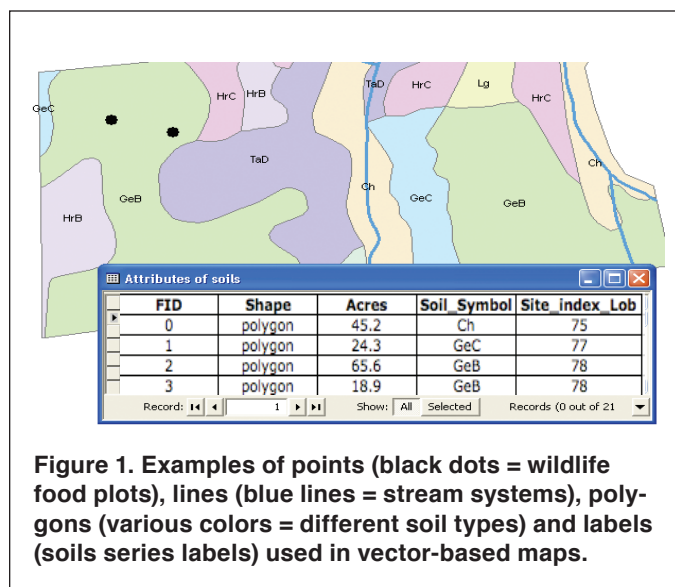 HrC
HrB
TaD
HrC
Lg
HrC
GeC
TaD
Ch
Ch
GeC
GeB
GeB
HrB
Attributes of soils
FID Shape Acres Soil_Symbol Site_index_Lob
0 polygon 45.2 Ch 75
1 polygon 24.3 GeC 77
2 polygon 65.6 GeB 78
3 polygon 18.9 GeB 78
Record: 1 Show: All Selected Records (0 out of 21
Figure 1. Examples of points (black dots = wildlife
food plots), lines (blue lines = stream systems), poly-
gons (various colors = different soil types) and labels
(soils series labels) used in vector-based maps.